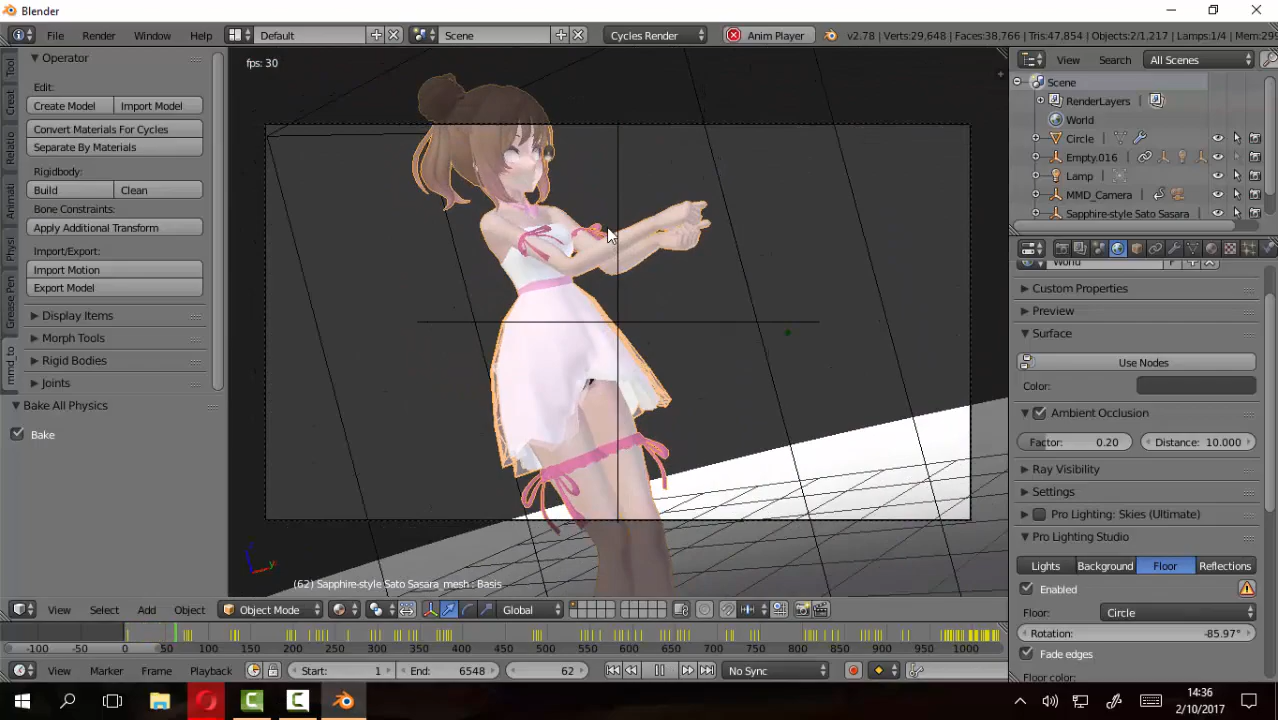 Blender
File Render Window Help Default Scene Cycles Render Anim Player v2.78 | Verts:29,648 | Faces:38,766 | Tris:47,854 | Objects:2/1,217 | Lamps:1/4 | Mem:299
Tool
Creat
Relatio
Animati
Physi
Grease Pen
mmd_to
Operator
Edit:
Create Model Import Model
Convert Materials For Cycles
Separate By Materials
Rigidbody:
Build Clean
Bone Constraints:
Apply Additional Transform
Import/Export:
Import Motion
Export Model
Display Items
Morph Tools
Rigid Bodies
Joints
Bake All Physics
Bake
fps: 30
(62) Sapphire-style Sato Sasara_mesh : Basis
View Search All Scenes
Scene
RenderLayers
World
Circle
Empty.016
Lamp
MMD_Camera
Sapphire-style Sato Sasara
World F
Custom Properties
Preview
Surface
Use Nodes
Color:
Ambient Occlusion
Factor: 0.20 Distance: 10.000
Ray Visibility
Settings
Pro Lighting: Skies (Ultimate)
Pro Lighting Studio
Lights Background Floor Reflections
Enabled
Floor: Circle
Rotation: -85.97°
Fade edges
Floor color:
View Select Add Object Object Mode Global
-100 -50 0 50 100 150 200 250 300 350 400 450 500 550 600 650 700 750 800 850 900 950 1000
View Marker Frame Playback Start: 1 End: 6548 62 No Sync
14:36
2/10/2017